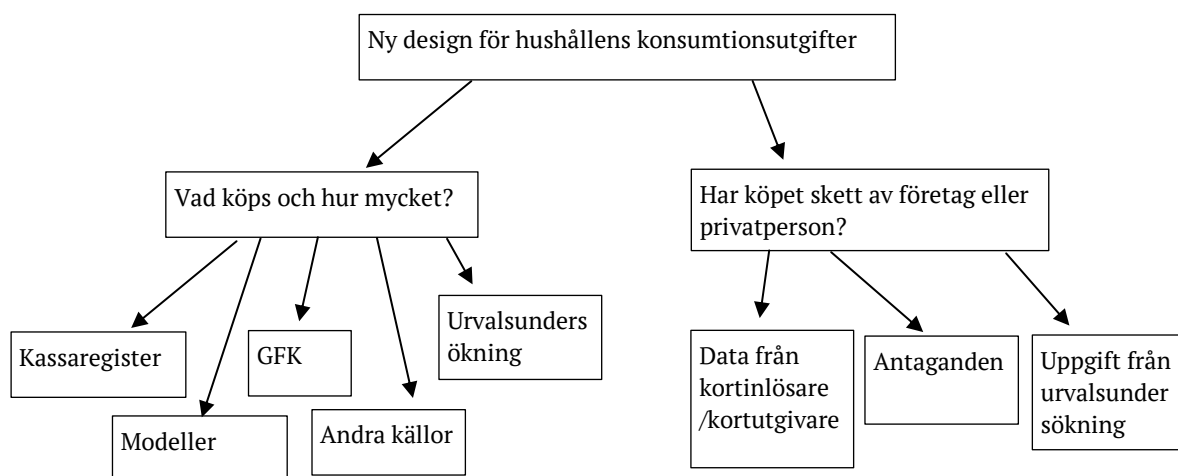 Ny design för hushållens konsumtionsutgifter
Vad köps och hur mycket?
Har köpet skett av företag eller
privatperson?
Kassaregister
Modeller
GFK
Andra källor
Urvalsunders
ökning
Data från
kortinlösare
/kortutgivare
Antaganden
Uppgift från
urvalsunder
sökning